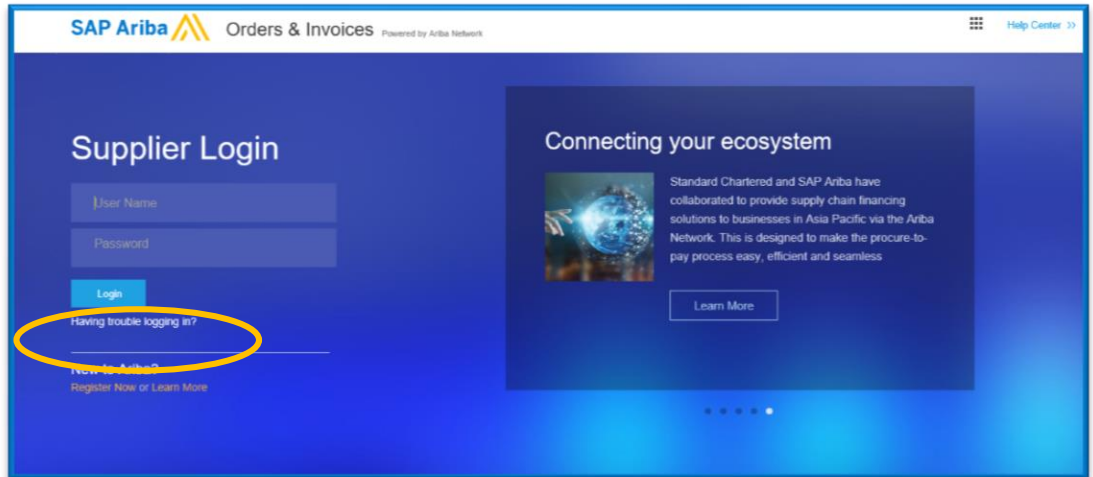 SAP Ariba Orders & Invoices Powered by Ariba Network
Help Center >>
Supplier Login
User Name
Password
Login
Having trouble logging in?
New to Ariba?
Register Now or Learn More
Connecting your ecosystem
Standard Chartered and SAP Ariba have
collaborated to provide supply chain financing
solutions to businesses in Asia Pacific via the Ariba
Network. This is designed to make the procure-to-
pay process easy, efficient and seamless
Learn More